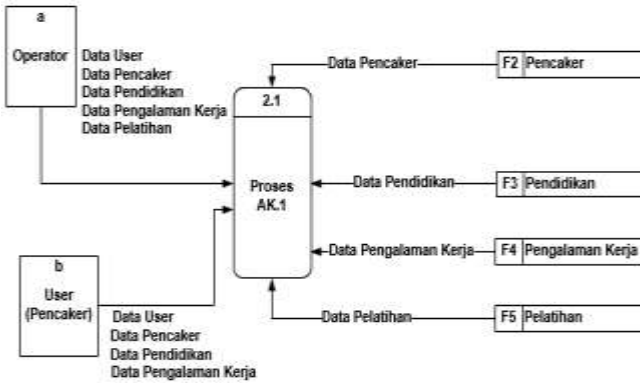 a
Operator
Data User
Data Pencaker
Data Pendidikan
Data Pengalaman Kerja
Data Pelatihan
2.1
Proses
AK.1
Data Pencaker
F2 Pencaker
Data Pendidikan
F3 Pendidikan
Data Pengalaman Kerja
F4 Pengalaman Kerja
Data Pelatihan
F5 Pelatihan
b
User
(Pencaker)
Data User
Data Pencaker
Data Pendidikan
Data Pengalaman Kerja